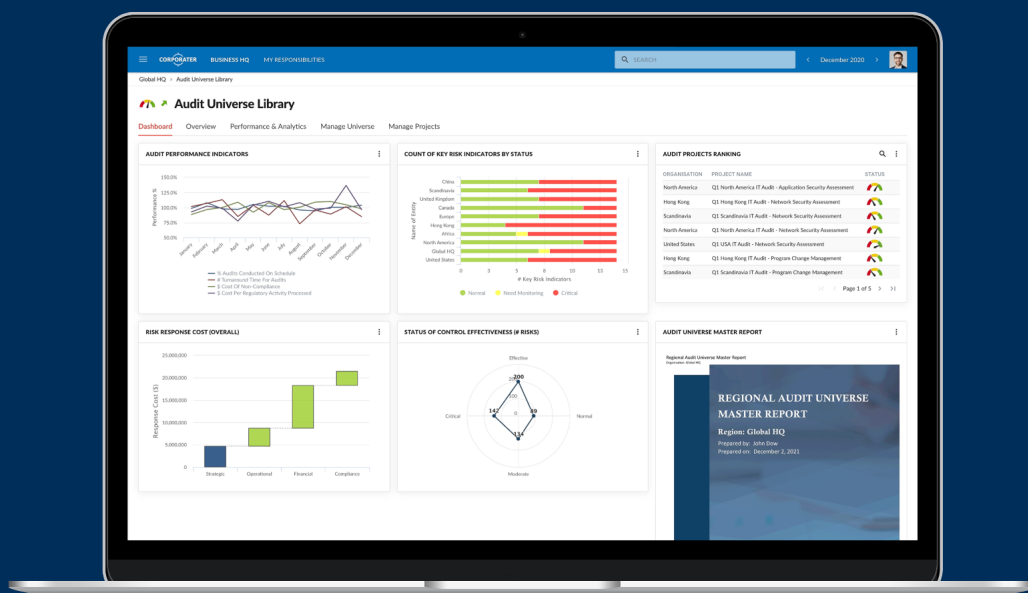 CORPORATER BUSINESS HQ MY RESPONSIBILITIES SEARCH December 2020
Global HQ > Audit Universe Library
Audit Universe Library
Dashboard Overview Performance & Analytics Manage Universe Manage Projects
AUDIT PERFORMANCE INDICATORS
150.0%
125.0%
100.0%
75.0%
50.0%
Performance %
January February March April May June July August September October November December
% Audits Conducted On Schedule
# Turnaround Time For Audits
$ Cost Of Non-Compliance
$ Cost Per Regulatory Activity Processed
COUNT OF KEY RISK INDICATORS BY STATUS
Name of Entity
China
Scandinavia
United Kingdom
Canada
Europe
Hong Kong
Africa
North America
Global HQ
United States
0 3 5 8 10 13 15
# Key Risk Indicators
Normal Need Monitoring Critical
AUDIT PROJECTS RANKING
ORGANISATION PROJECT NAME STATUS
North America Q1 North America IT Audit - Application Security Assessment
Hong Kong Q1 Hong Kong IT Audit - Network Security Assessment
Scandinavia Q1 Scandinavia IT Audit - Network Security Assessment
North America Q1 North America IT Audit - Network Security Assessment
United States Q1 USA IT Audit - Network Security Assessment
Hong Kong Q1 Hong Kong IT Audit - Program Change Management
Scandinavia Q1 Scandinavia IT Audit - Program Change Management
Page 1 of 5
RISK RESPONSE COST (OVERALL)
Response Cost ($)
25,000,000
20,000,000
15,000,000
10,000,000
5,000,000
0
Strategic Operational Financial Compliance
STATUS OF CONTROL EFFECTIVENESS (# RISKS)
Effective
200
100
142 0 49
Critical Normal
134
Moderate
AUDIT UNIVERSE MASTER REPORT
Regional Audit Universe Master Report
Organisation: Global HQ
REGIONAL AUDIT UNIVERSE
MASTER REPORT
Region: Global HQ
Prepared by: John Dow
Prepared on: December 2, 2021